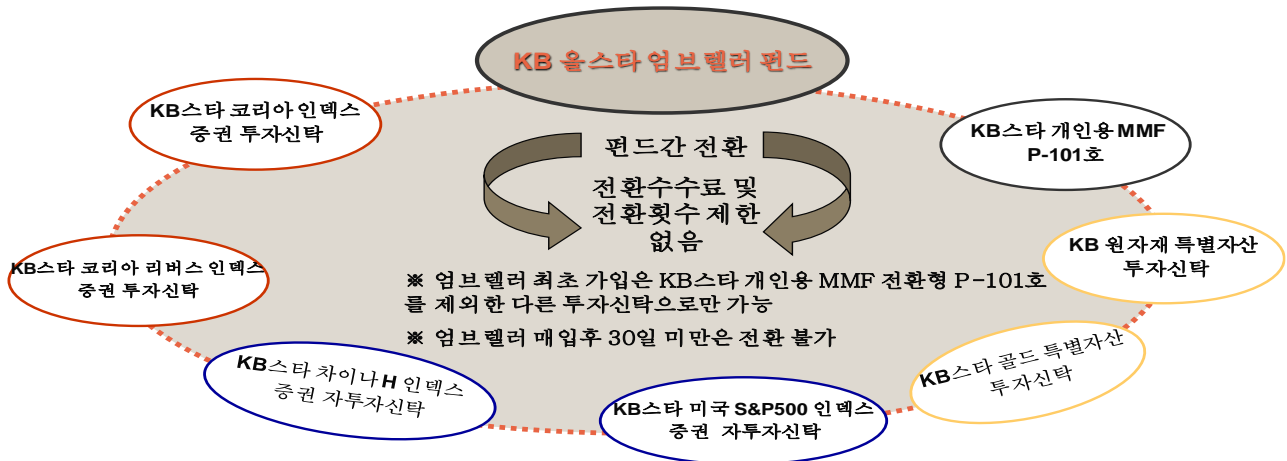 KB 올스타 엄브렐러 펀드
KB스타 코리아 인덱스
증권 투자신탁
KB스타 개인용 MMF
P-101호
펀드간 전환
전환수수료 및
전환횟수 제한
없음
KB스타 코리아 리버스 인덱스
증권 투자신탁
KB 원자재 특별자산
투자신탁
※ 엄브렐러 최초 가입은 KB스타 개인용 MMF 전환형 P-101호
를 제외한 다른 투자신탁으로만 가능
※ 엄브렐러 매입후 30일 미만은 전환 불가
KB스타 차이나H 인덱스
증권 자투자신탁
KB스타 미국 S&P500 인덱스
증권 자투자신탁
KB스타 골드 특별자산
투자신탁